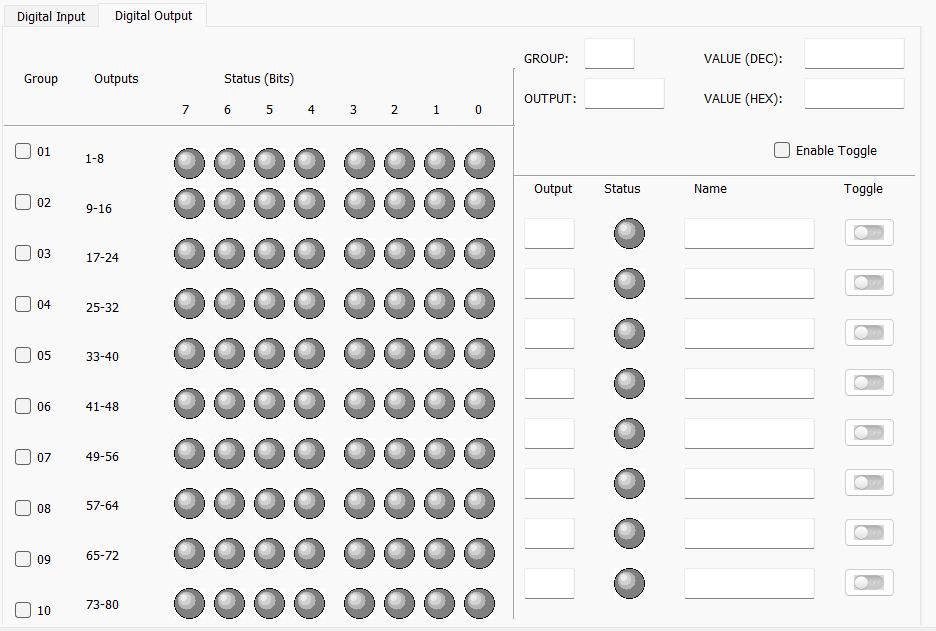 Digital Input Digital Output
GROUP: VALUE (DEC):
Group Outputs Status (Bits)
OUTPUT: VALUE (HEX):
7 6 5 4 3 2 1 0
Enable Toggle
01 1-8
02 9-16
03 17-24
04 25-32
05 33-40
06 41-48
07 49-56
08 57-64
09 65-72
10 73-80
Output Status Name Toggle
OFF
OFF
OFF
OFF
OFF
OFF
OFF
OFF